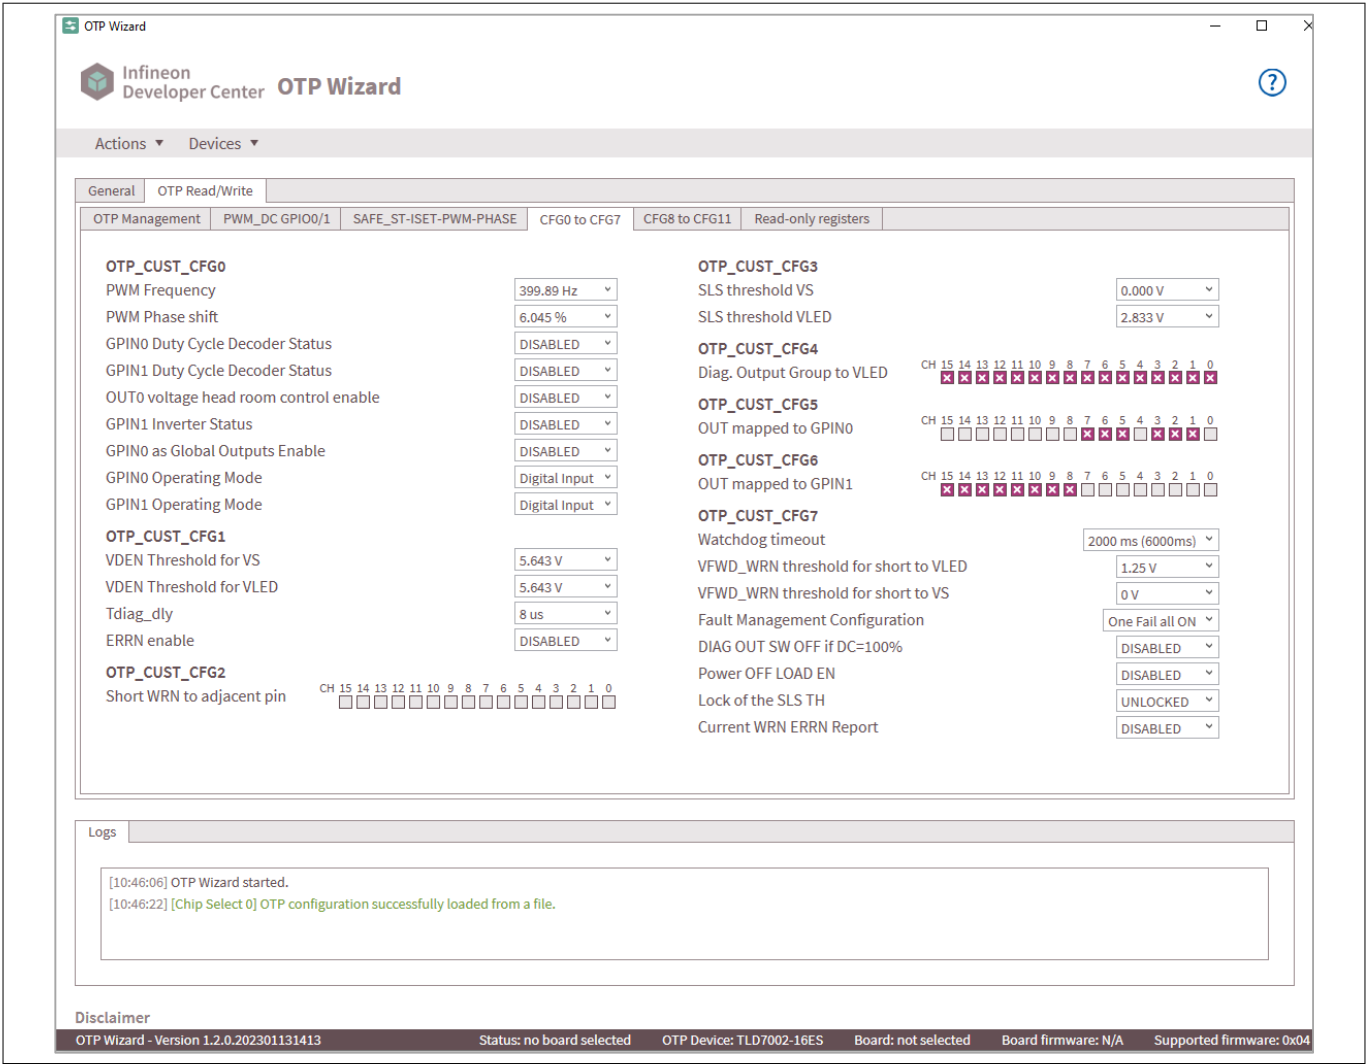 OTP Wizard
Infineon
Developer Center OTP Wizard
Actions Devices
General OTP Read/Write
OTP Management PWM_DC GPIO0/1 SAFE_ST-ISET-PWM-PHASE CFG0 to CFG7 CFG8 to CFG11 Read-only registers
OTP_CUST_CFG0
PWM Frequency 399.89 Hz
PWM Phase shift 6.045 %
GPIN0 Duty Cycle Decoder Status DISABLED
GPIN1 Duty Cycle Decoder Status DISABLED
OUT0 voltage head room control enable DISABLED
GPIN1 Inverter Status DISABLED
GPIN0 as Global Outputs Enable DISABLED
GPIN0 Operating Mode Digital Input
GPIN1 Operating Mode Digital Input
OTP_CUST_CFG1
VDEN Threshold for VS 5.643 V
VDEN Threshold for VLED 5.643 V
Tdiag_dly 8 us
ERRN enable DISABLED
OTP_CUST_CFG2
Short WRN to adjacent pin CH 15 14 13 12 11 10 9 8 7 6 5 4 3 2 1 0
OTP_CUST_CFG3
SLS threshold VS 0.000 V
SLS threshold VLED 2.833 V
OTP_CUST_CFG4
Diag. Output Group to VLED CH 15 14 13 12 11 10 9 8 7 6 5 4 3 2 1 0
OTP_CUST_CFG5
OUT mapped to GPIN0 CH 15 14 13 12 11 10 9 8 7 6 5 4 3 2 1 0
OTP_CUST_CFG6
OUT mapped to GPIN1 CH 15 14 13 12 11 10 9 8 7 6 5 4 3 2 1 0
OTP_CUST_CFG7
Watchdog timeout 2000 ms (6000ms)
VFWD_WRN threshold for short to VLED 1.25 V
VFWD_WRN threshold for short to VS 0 V
Fault Management Configuration One Fail all ON
DIAG OUT SW OFF if DC=100% DISABLED
Power OFF LOAD EN DISABLED
Lock of the SLS TH UNLOCKED
Current WRN ERRN Report DISABLED
Logs
[10:46:06] OTP Wizard started.
[10:46:22] [Chip Select 0] OTP configuration successfully loaded from a file.
Disclaimer
OTP Wizard - Version 1.2.0.202301131413 Status: no board selected OTP Device: TLD7002-16ES Board: not selected Board firmware: N/A Supported firmware: 0x04